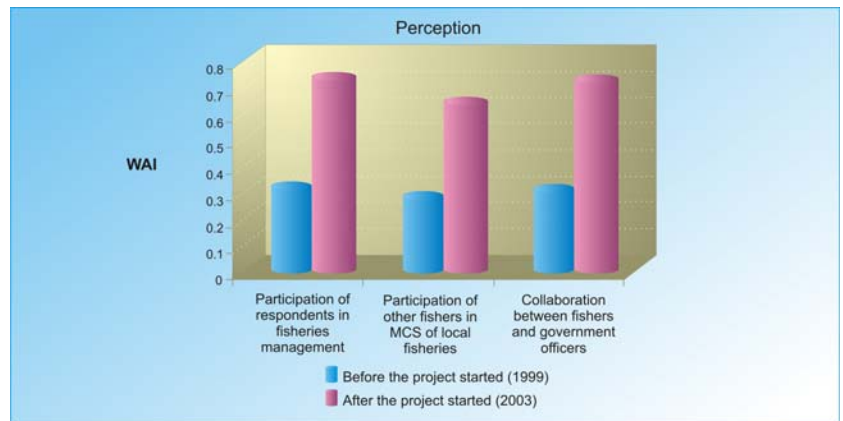 Perception
0.8
0.7
0.6
0.5
0.4
0.3
0.2
0.1
0
WAI
Participation of
respondents in
fisheries
management
Participation of
other fishers in
MCS of local
fisheries
Collaboration
between fishers
and government
officers
Before the project started (1999)
After the project started (2003)